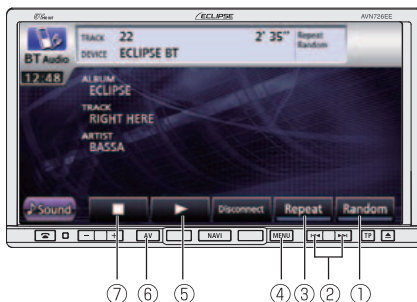 ECLIPSE AVN726EE
TRACK 22 2' 35" Repeat
Random
DEVICE ECLIPSE BT
BT Audio
12:48
ALBUM
ECLIPSE
TRACK
RIGHT HERE
ARTIST
BASSA
♪Sound ■ ► Disconnect Repeat Random
− + AV NAVI MENU TP
⑦ ⑥ ⑤ ④ ③ ② ①